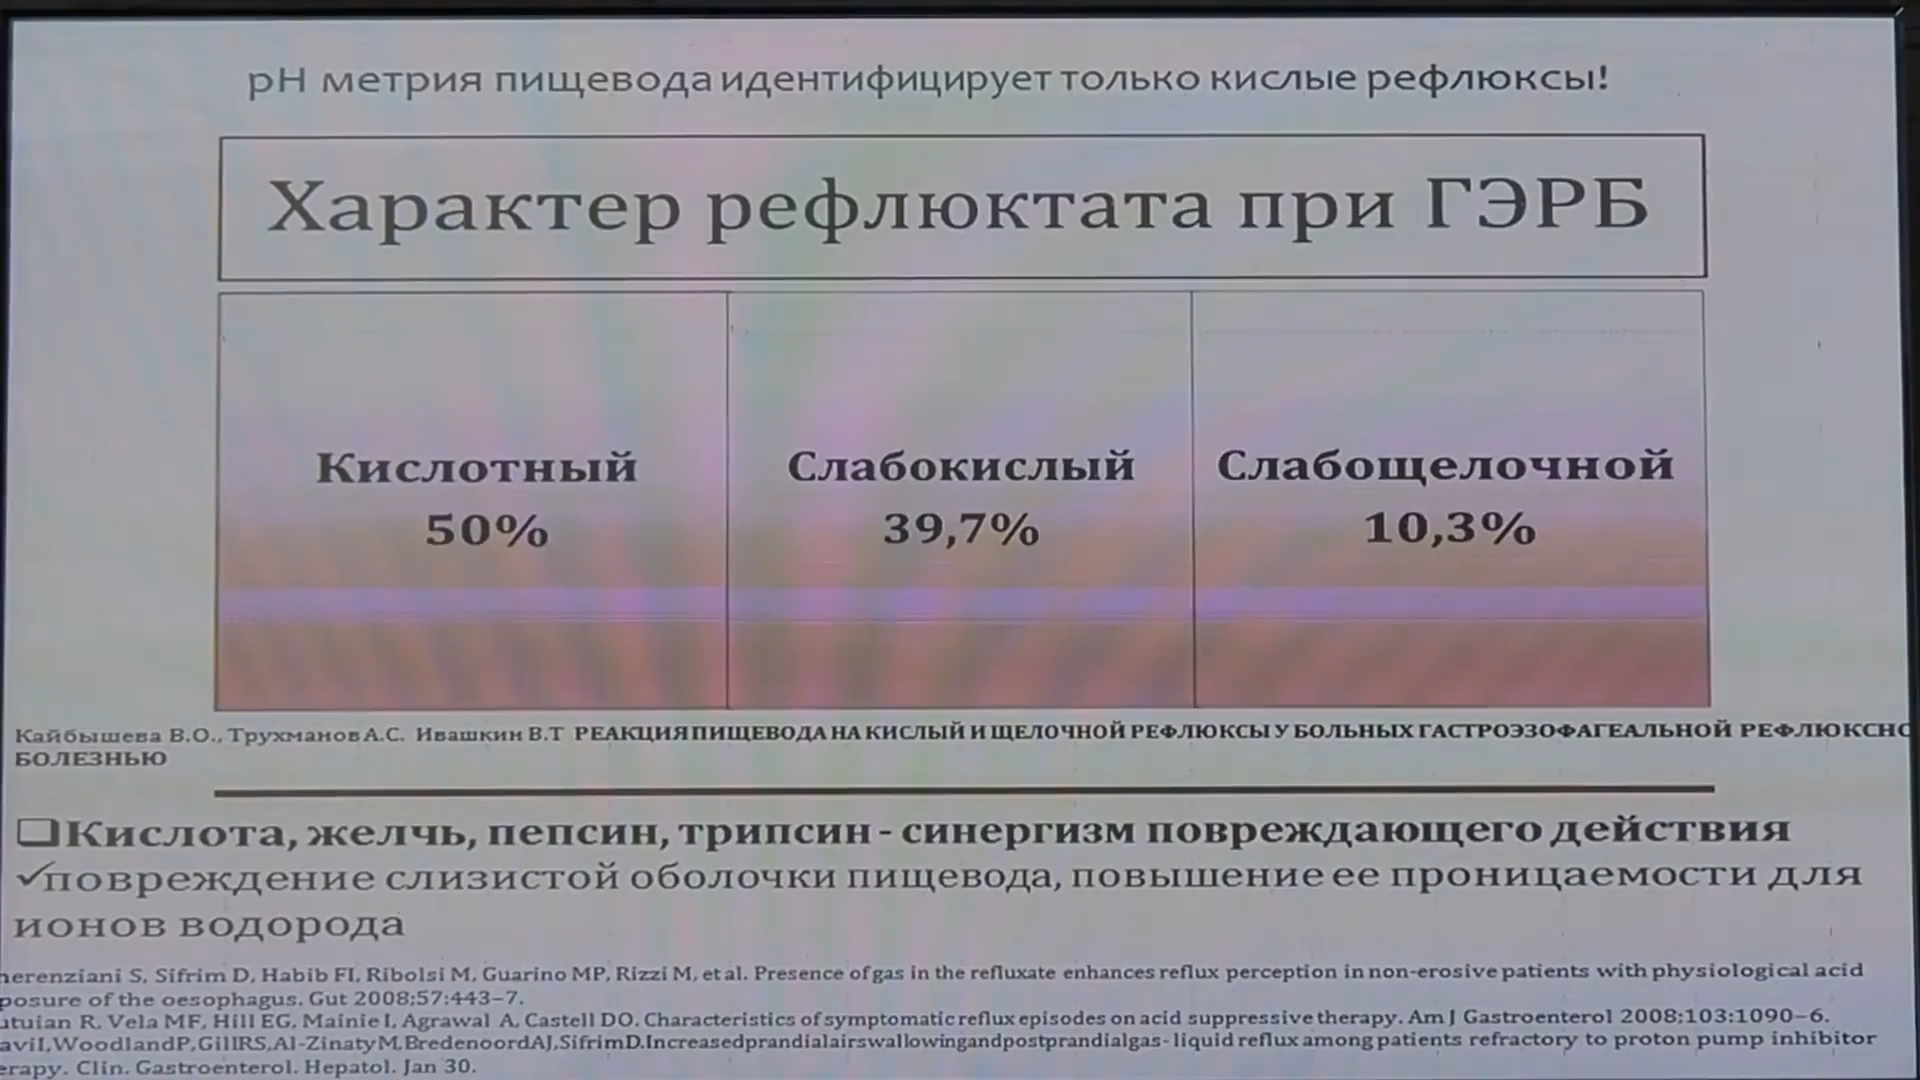 pH метрия пищевода идентифицирует только кислые рефлюксы!
Характер рефлюктата при ГЭРБ
Кислотный
50%
Слабокислый
39,7%
Слабощелочной
10,3%
Кайбышева В.О., Трухманов А.С. Ивашкин В.Т РЕАКЦИЯ ПИЩЕВОДА НА КИСЛЫЙ И ЩЕЛОЧНОЙ РЕФЛЮКСЫ У БОЛЬНЫХ ГАСТРОЭЗОФАГЕАЛЬНОЙ РЕФЛЮКСНО
БОЛЕЗНЬЮ
❑Кислота, желчь, пепсин, трипсин - синергизм повреждающего действия
✓повреждение слизистой оболочки пищевода, повышение ее проницаемости для
ионов водорода
erenziani S, Sifrim D, Habib FI, Ribolsi M, Guarino MP, Rizzi M, et al. Presence of gas in the refluxate enhances reflux perception in non-erosive patients with physiological acid
posure of the oesophagus. Gut 2008;57:443–7.
utuian R, Vela MF, Hill EG, Mainie I, Agrawal A, Castell DO. Characteristics of symptomatic reflux episodes on acid suppressive therapy. Am J Gastroenterol 2008;103:1090–6.
avil,WoodlandP,GillRS,Al-ZinatyM,BredenoordAJ,SifrimD.Increasedprandialairswallowingandpostprandialgas- liquid reflux among patients refractory to proton pump inhibitor
erapy. Clin. Gastroenterol. Hepatol. Jan 30.